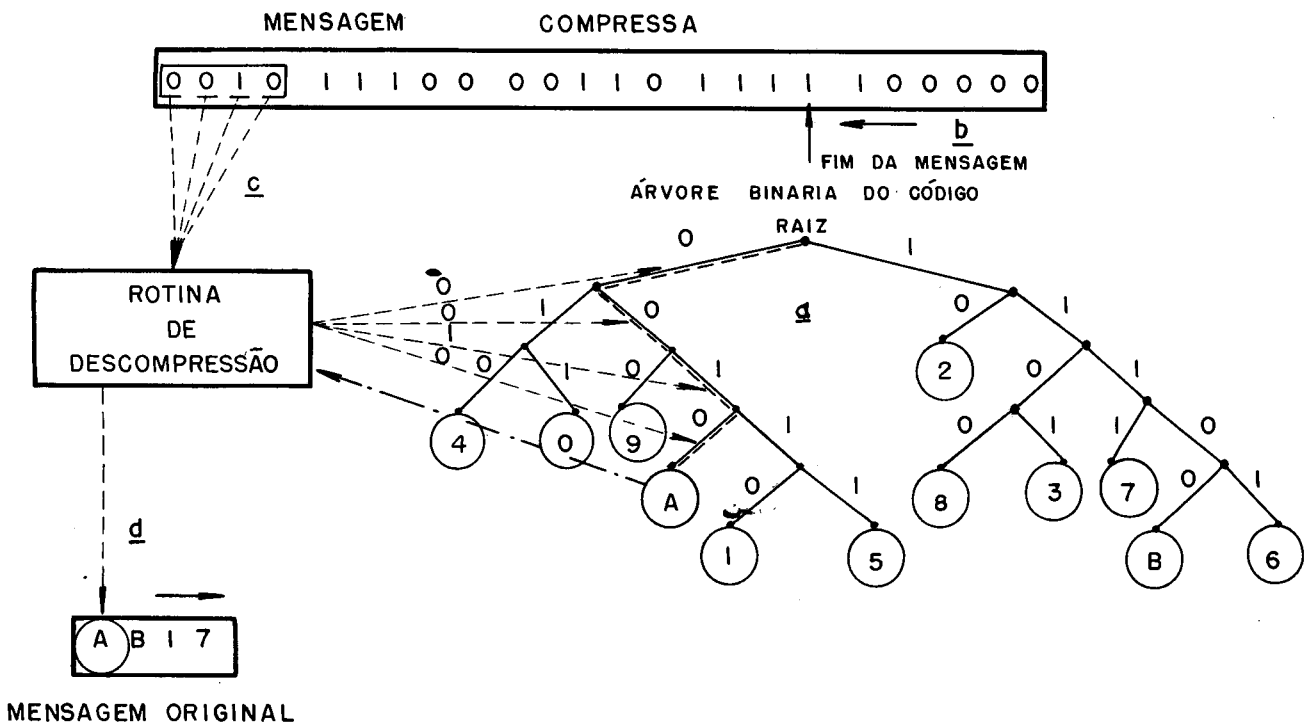 MENSAGEM COMPRESSA
0 0 1 0 1 1 1 0 0 0 0 1 1 0 1 1 1 1 1 0 0 0 0 0
b
FIM DA MENSAGEM
c
ÁRVORE BINARIA DO CÓDIGO
RAIZ
0 1
ROTINA
DE
DESCOMPRESSÃO
0
0
1
0
1 0 a 0 1
0 1 0 1 2 0 1
4 0 9 0 1 0 1 1 0
A 0 1 8 3 7 0 1
1 5 B 6
d
A B 1 7
MENSAGEM ORIGINAL